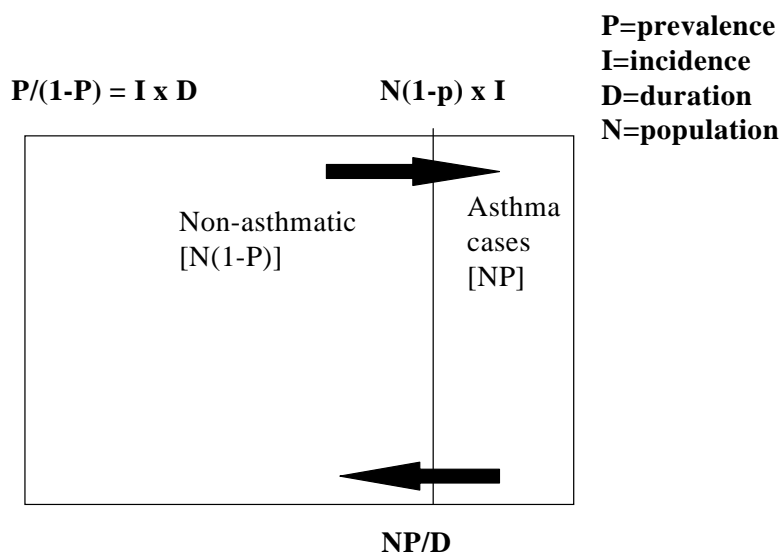 P=prevalence
I=incidence
D=duration
N=population
P/(1-P) = I x D
N(1-p) x I
Non-asthmatic
[N(1-P)]
Asthma
cases
[NP]
NP/D